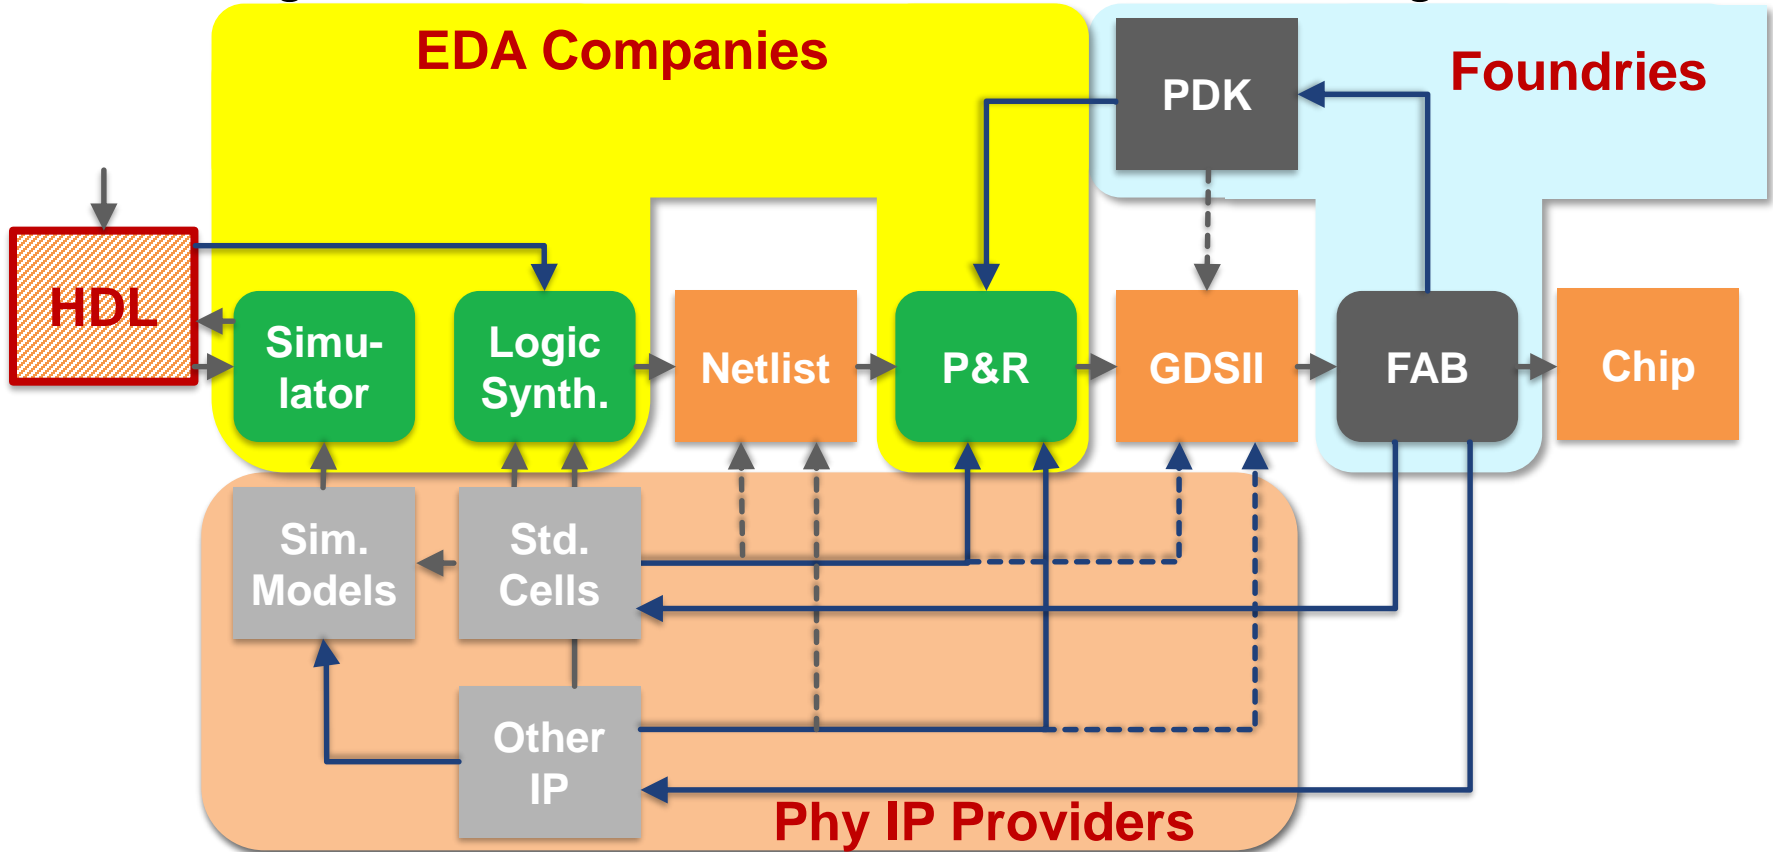 EDA Companies
Foundries
PDK
HDL
Simu-
lator
Logic
Synth.
Netlist
P&R
GDSII
FAB
Chip
Sim.
Models
Std.
Cells
Other
IP
Phy IP Providers